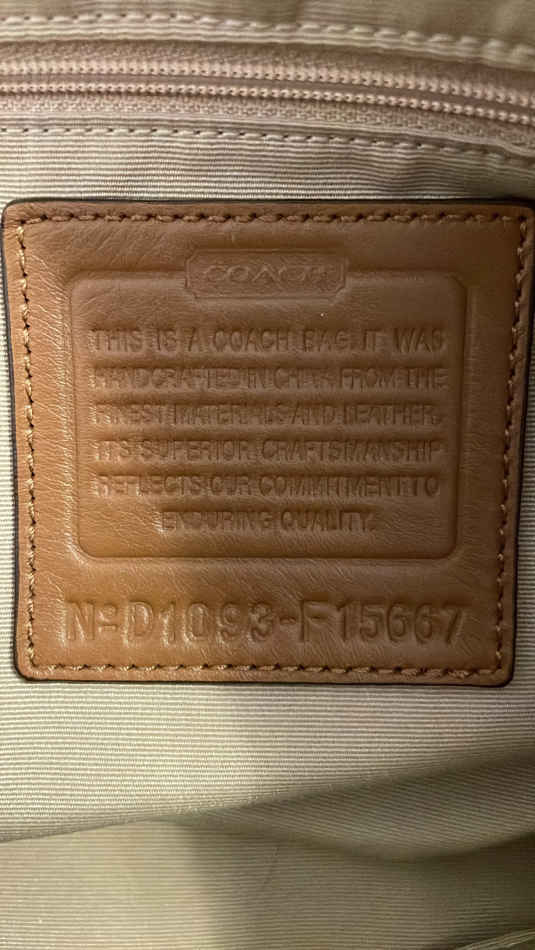 COACH
THIS IS A COACH BAG. IT WAS
HANDCRAFTED IN CHINA FROM THE
FINEST MATERIALS AND LEATHER.
ITS SUPERIOR CRAFTSMANSHIP
REFLECTS OUR COMMITMENT TO
ENDURING QUALITY.
Nº D1093-F15667